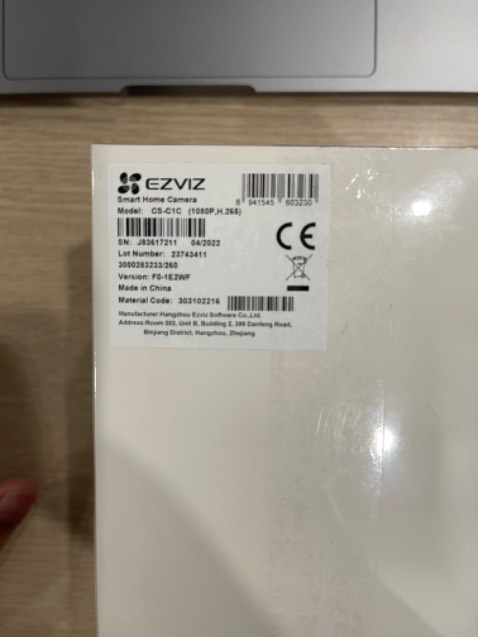 EZVIZ
Smart Home Camera
6 941545 603230
Model: CS-C1C (1080P,H.265)
SN: J83617211 04/2022
Lot Number: 23743411
3000283233/260
Version: F0-1E2WF
Made in China
Material Code: 303102216
Manufacturer:Hangzhou Ezviz Software Co.,Ltd.
Address:Room 302, Unit B, Building 2, 399 Danfeng Road,
Binjiang District, Hangzhou, Zhejiang
CE